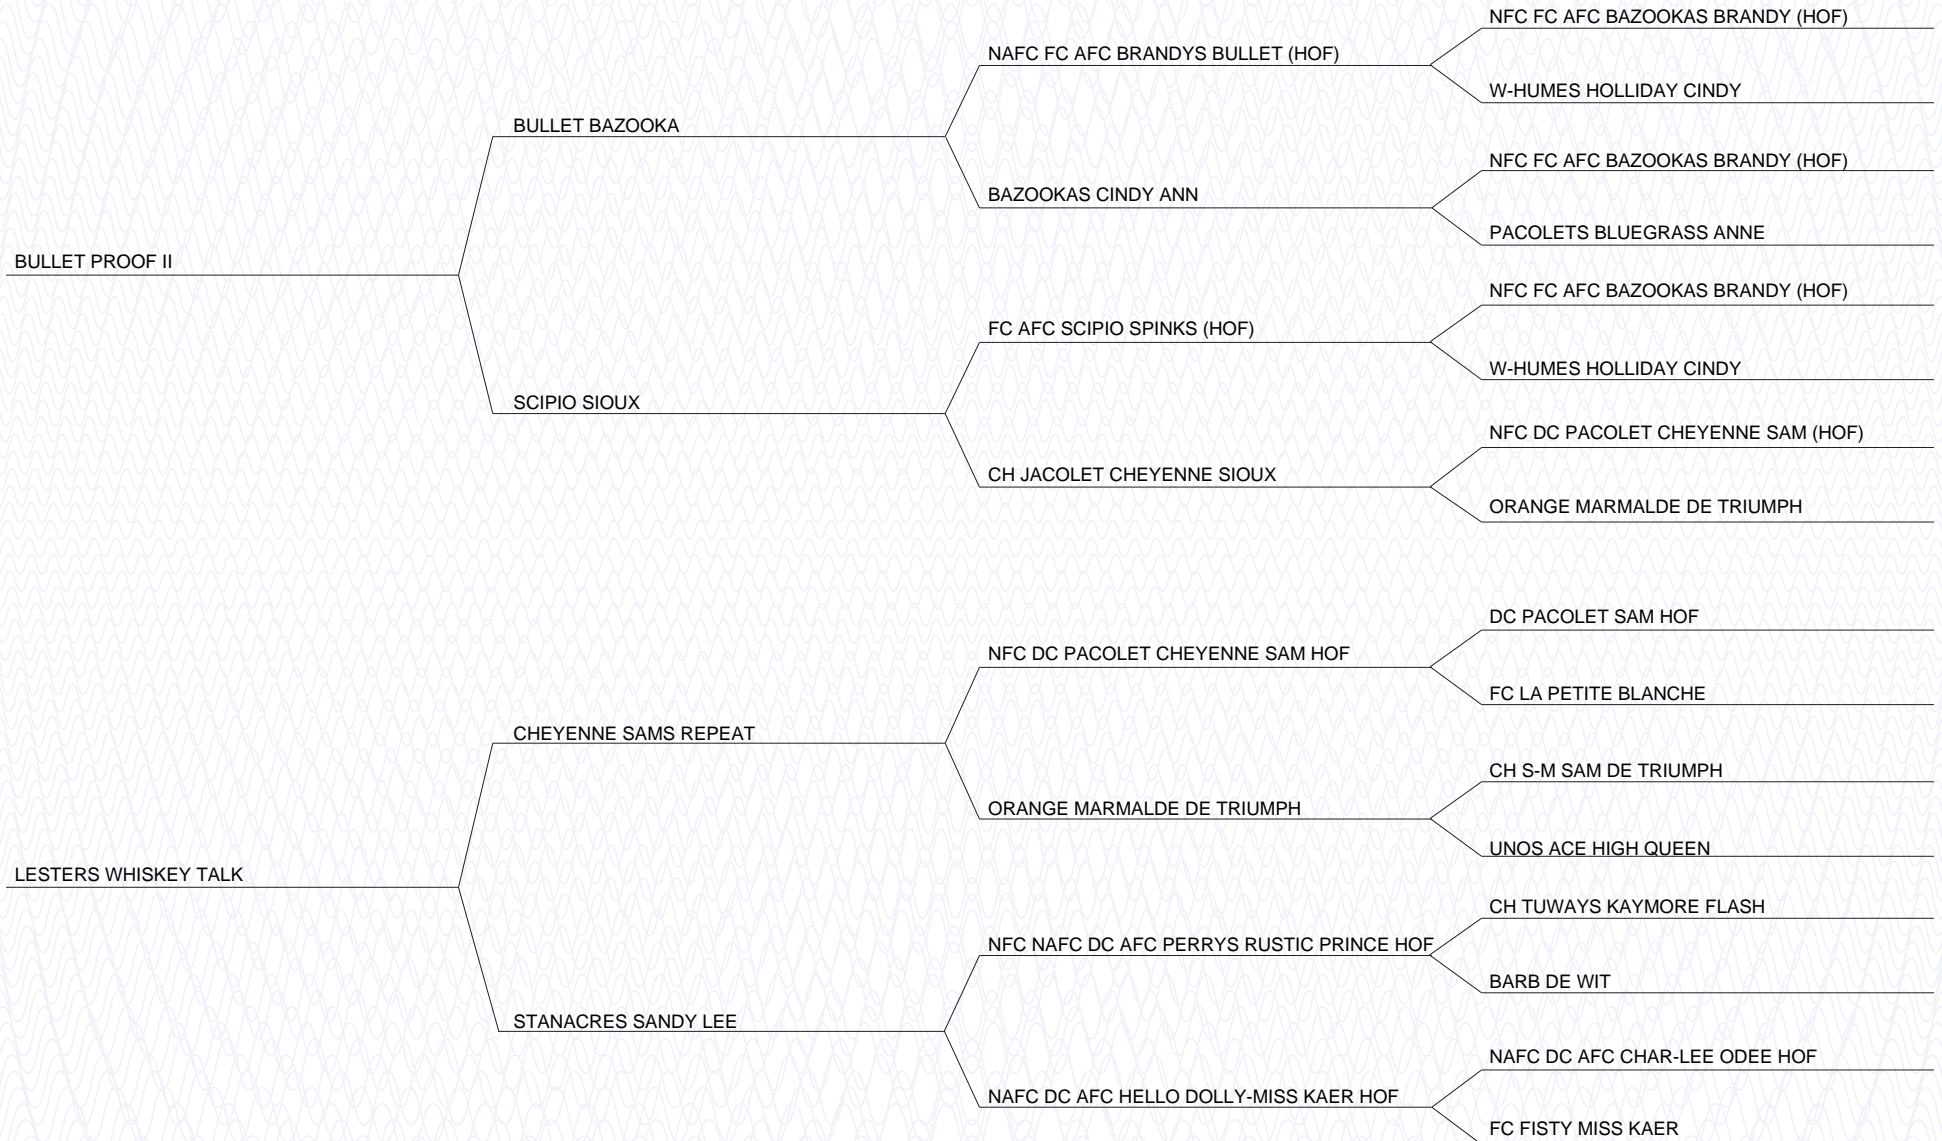 NFC FC AFC BAZOOKAS BRANDY (HOF)
NAFC FC AFC BRANDYS BULLET (HOF)
W-HUMES HOLLIDAY CINDY
BULLET BAZOOKA
NFC FC AFC BAZOOKAS BRANDY (HOF)
BAZOOKAS CINDY ANN
PACOLETS BLUEGRASS ANNE
BULLET PROOF II
NFC FC AFC BAZOOKAS BRANDY (HOF)
FC AFC SCIPIO SPINKS (HOF)
W-HUMES HOLLIDAY CINDY
SCIPIO SIOUX
NFC DC PACOLET CHEYENNE SAM (HOF)
CH JACOLET CHEYENNE SIOUX
ORANGE MARMALDE DE TRIUMPH
DC PACOLET SAM HOF
NFC DC PACOLET CHEYENNE SAM HOF
FC LA PETITE BLANCHE
CHEYENNE SAMS REPEAT
CH S-M SAM DE TRIUMPH
ORANGE MARMALDE DE TRIUMPH
UNOS ACE HIGH QUEEN
LESTERS WHISKEY TALK
CH TUWAYS KAYMORE FLASH
NFC NAFC DC AFC PERRYS RUSTIC PRINCE HOF
BARB DE WIT
STANACRES SANDY LEE
NAFC DC AFC CHAR-LEE ODEE HOF
NAFC DC AFC HELLO DOLLY-MISS KAER HOF
FC FISTY MISS KAER